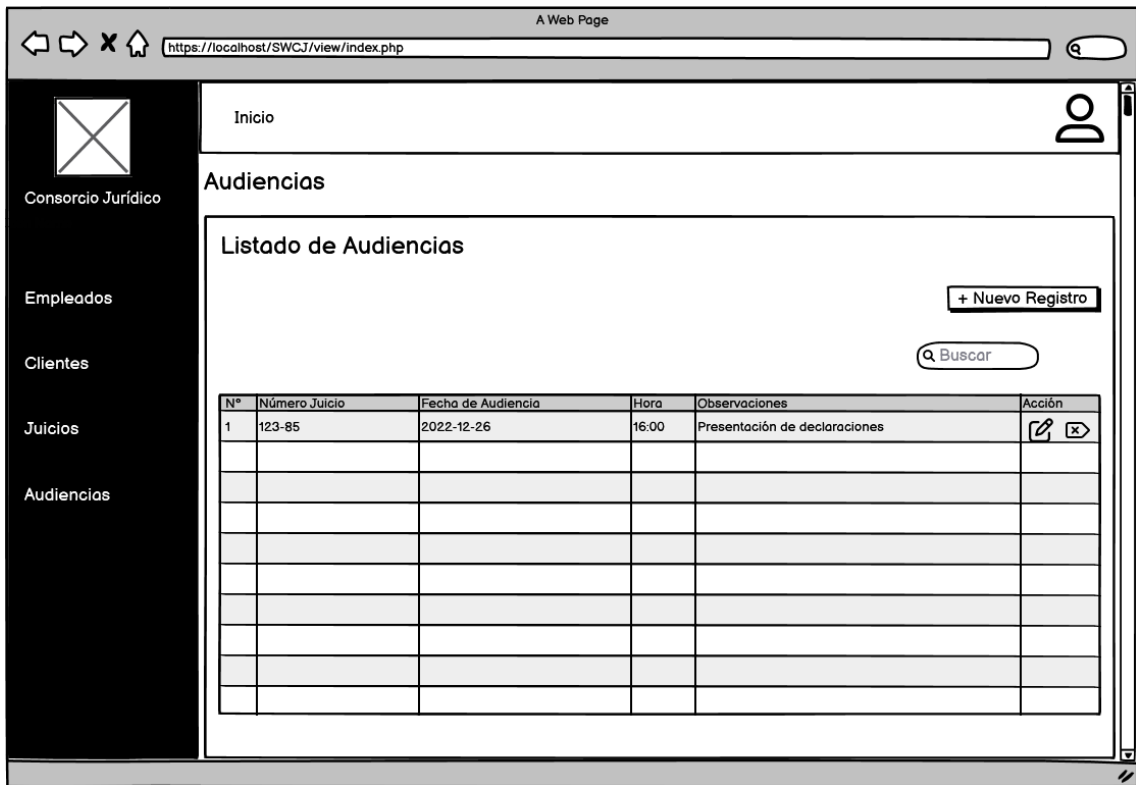 A Web Page
https://localhost/SWCJ/view/index.php
Inicio
Consorcio Jurídico
Empleados
Clientes
Juicios
Audiencias
Audiencias
Listado de Audiencias
+ Nuevo Registro
Buscar
N° Número Juicio Fecha de Audiencia Hora Observaciones Acción
1 123-85 2022-12-26 16:00 Presentación de declaraciones